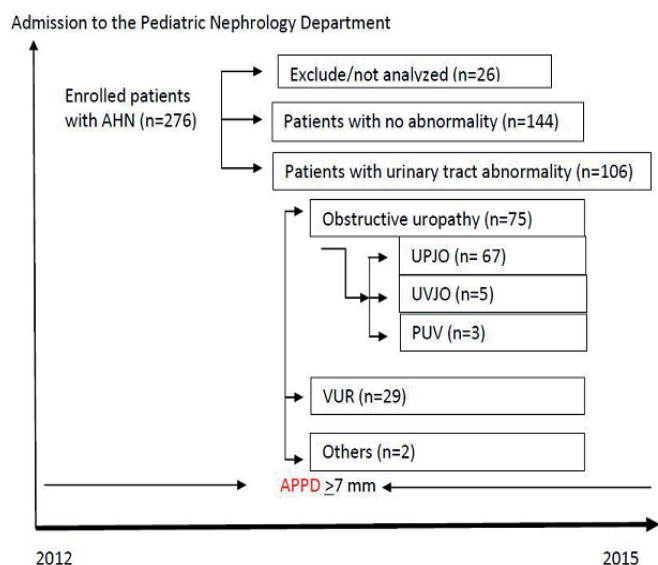 Admission to the Pediatric Nephrology Department
Enrolled patients
with AHN (n=276)
Exclude/not analyzed (n=26)
Patients with no abnormality (n=144)
Patients with urinary tract abnormality (n=106)
Obstructive uropathy (n=75)
UPJO (n= 67)
UVJO (n=5)
PUV (n=3)
VUR (n=29)
Others (n=2)
APPD ≥7 mm
2012
2015